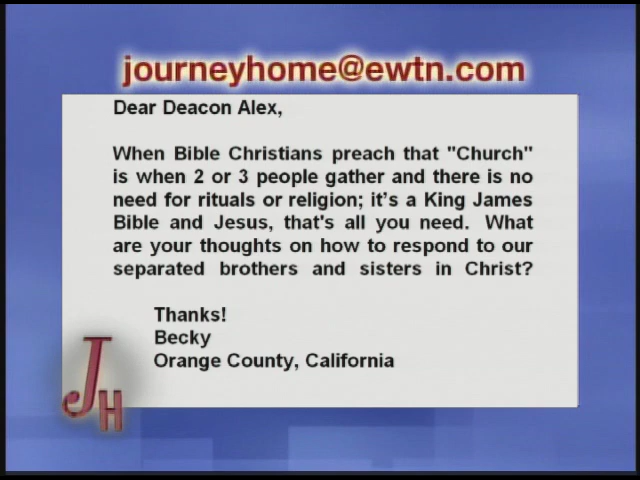 journeyhome@ewtn.com
Dear Deacon Alex,
When Bible Christians preach that "Church"
is when 2 or 3 people gather and there is no
need for rituals or religion; it's a King James
Bible and Jesus, that's all you need. What
are your thoughts on how to respond to our
separated brothers and sisters in Christ?
Thanks!
Becky
Orange County, California
JH